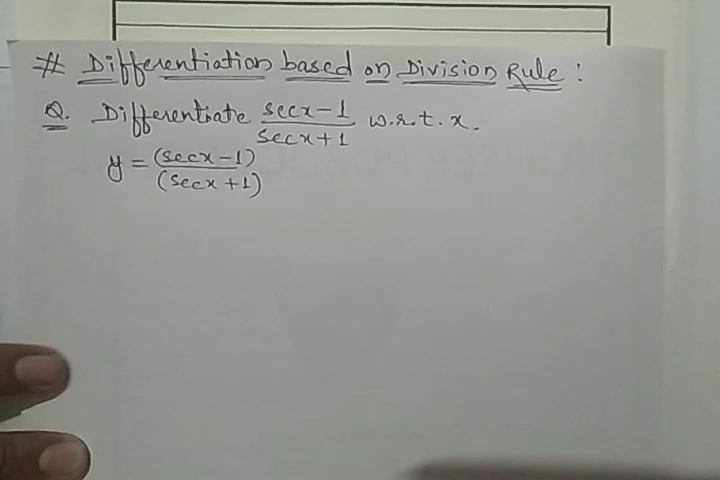 # Differentiation based on Division Rule :
Q. Differentiate (secx-1)/(secx+1) w.r.t. x.
y = (secx-1)/(secx+1)